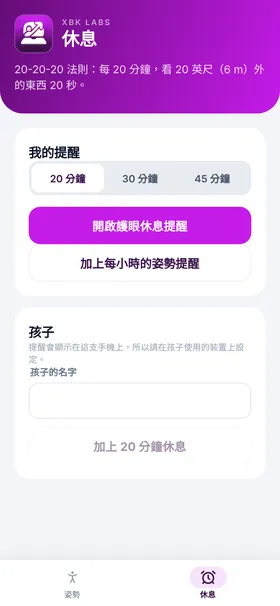 XBK LABS
休息
20-20-20 法則：每 20 分鐘，看 20 英尺（6 m）外
的東西 20 秒。
我的提醒
20 分鐘
30 分鐘
45 分鐘
開啟護眼休息提醒
加上每小時的姿勢提醒
孩子
提醒會顯示在這支手機上，所以請在孩子使用的裝置上設
定。
孩子的名字
加上 20 分鐘休息
姿勢
休息